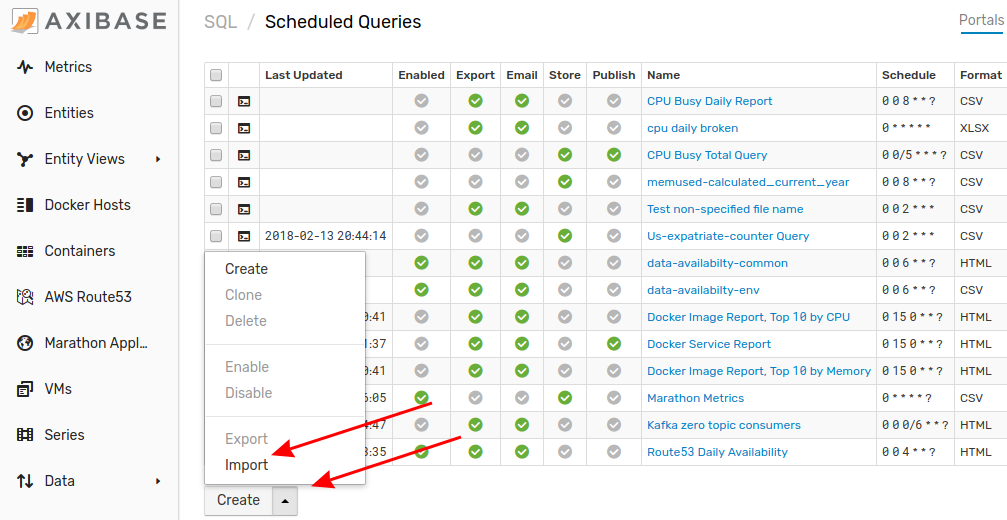 AXIBASE
SQL / Scheduled Queries
Portals
Metrics
Entities
Entity Views
Docker Hosts
Containers
AWS Route53
Marathon Appl...
VMs
Series
Data
Last Updated Enabled Export Email Store Publish Name Schedule Format
CPU Busy Daily Report 0 0 8 * * ? CSV
cpu daily broken 0 * * * * * XLSX
CPU Busy Total Query 0 0/5 * * * ? CSV
memused-calculated_current_year 0 0 8 * * ? CSV
Test non-specified file name 0 0 2 * * * CSV
2018-02-13 20:44:14 Us-expatriate-counter Query 0 0 2 * * * CSV
data-availabilty-common 0 0 6 * * ? HTML
data-availabilty-env 0 0 6 * * ? CSV
:41 Docker Image Report, Top 10 by CPU 0 15 0 * * ? HTML
:37 Docker Service Report 0 15 0 * * ? HTML
:41 Docker Image Report, Top 10 by Memory 0 15 0 * * ? HTML
:05 Marathon Metrics 0 * * * * ? CSV
:47 Kafka zero topic consumers 0 0 0/6 * * ? HTML
:35 Route53 Daily Availability 0 0 4 * * ? HTML
Create
Clone
Delete
Enable
Disable
Export
Import
Create